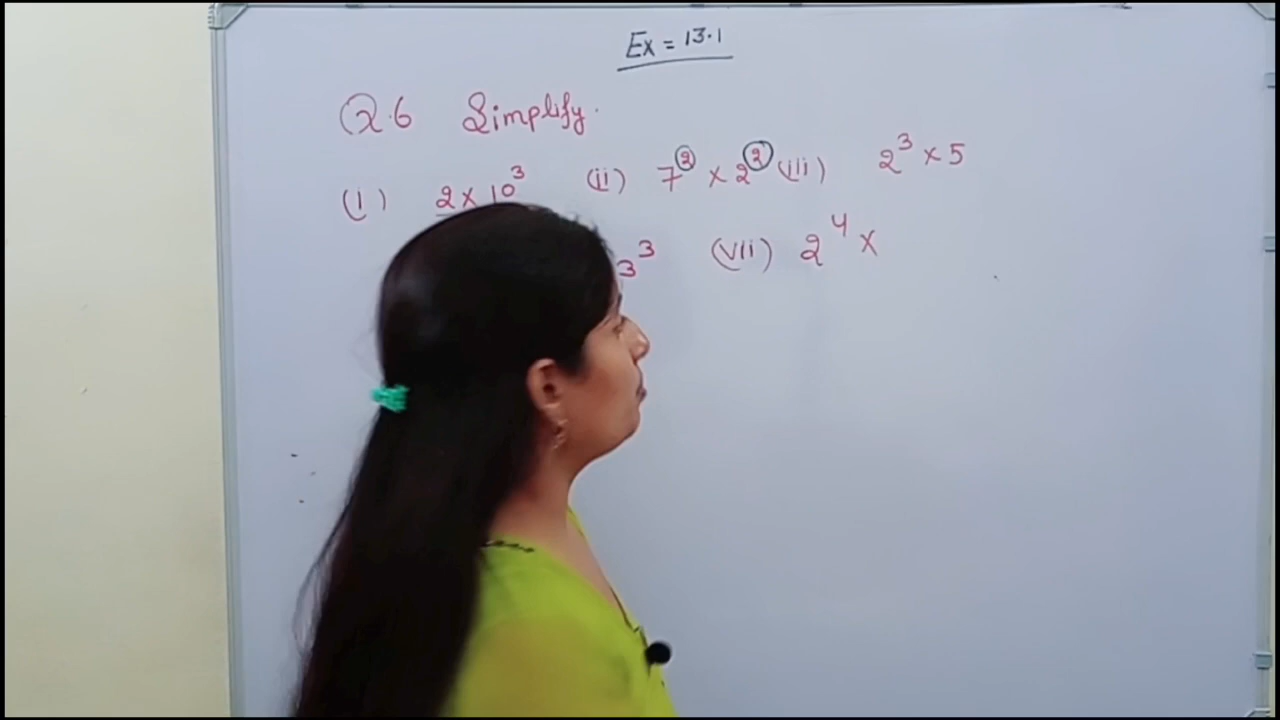 Ex = 13.1
Q.6 Simplify.
(i) 2 × 10³ (ii) 7² × 2² (iii) 2³ × 5
3³ (vii) 2⁴ ×